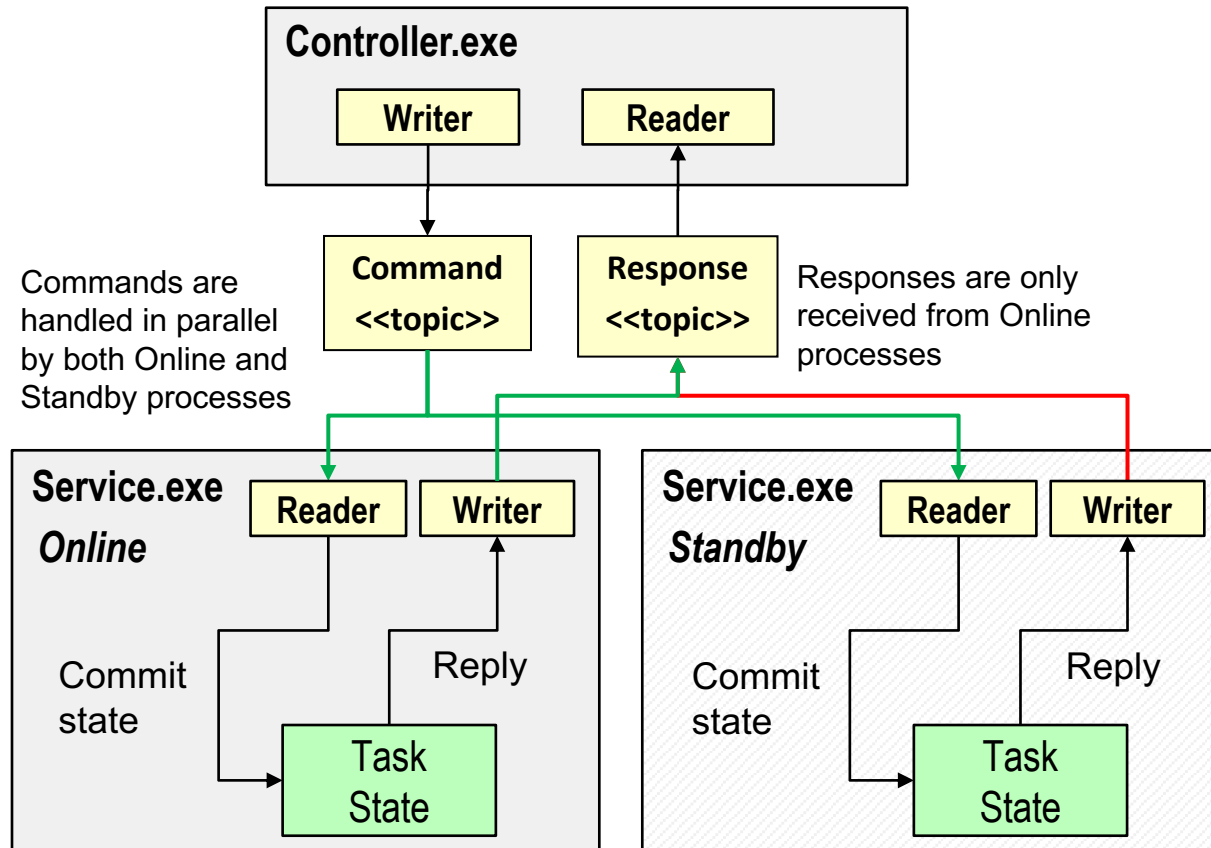 Controller.exe
Writer
Reader
Command
<<topic>>
Response
<<topic>>
Commands are
handled in parallel
by both Online and
Standby processes
Responses are only
received from Online
processes
Service.exe
Online
Reader
Writer
Commit
state
Reply
Task
State
Service.exe
Standby
Reader
Writer
Commit
state
Reply
Task
State